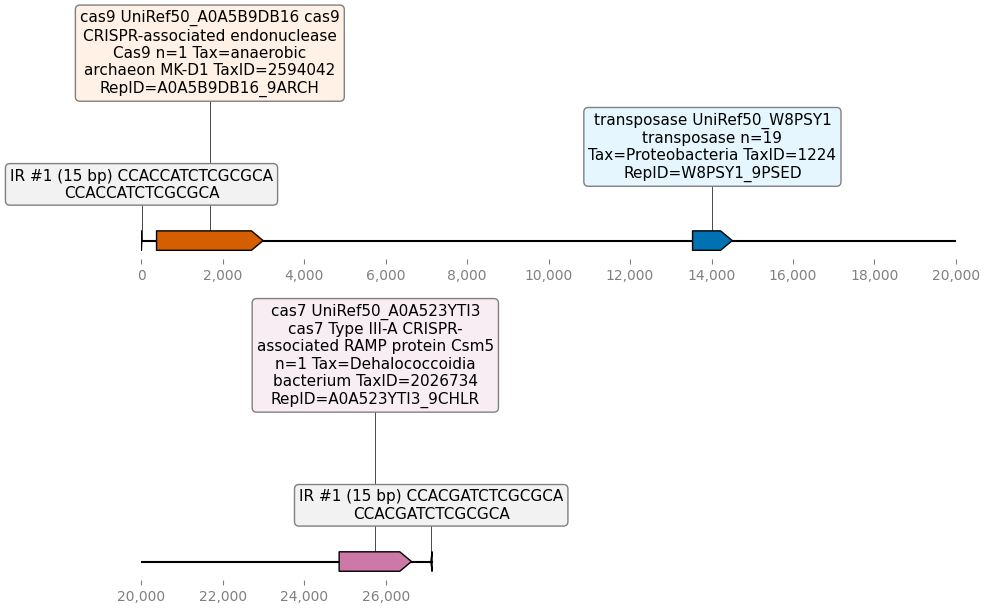 cas9 UniRef50_A0A5B9DB16 cas9
CRISPR-associated endonuclease
Cas9 n=1 Tax=anaerobic
archaeon MK-D1 TaxID=2594042
RepID=A0A5B9DB16_9ARCH
transposase UniRef50_W8PSY1
transposase n=19
Tax=Proteobacteria TaxID=1224
RepID=W8PSY1_9PSED
IR #1 (15 bp) CCACCATCTCGCGCA
CCACCATCTCGCGCA
0 2,000 4,000 6,000 8,000 10,000 12,000 14,000 16,000 18,000 20,000
cas7 UniRef50_A0A523YTI3
cas7 Type III-A CRISPR-
associated RAMP protein Csm5
n=1 Tax=Dehalococcoidia
bacterium TaxID=2026734
RepID=A0A523YTI3_9CHLR
IR #1 (15 bp) CCACGATCTCGCGCA
CCACGATCTCGCGCA
20,000 22,000 24,000 26,000